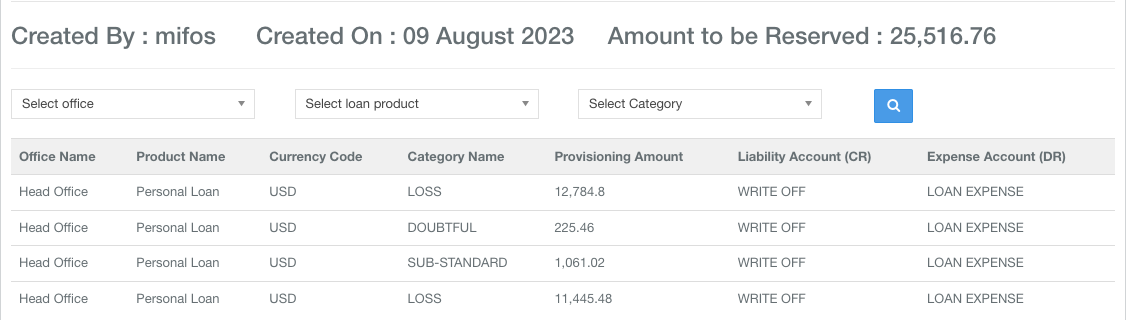 Created By : mifos Created On : 09 August 2023 Amount to be Reserved : 25,516.76
Select office Select loan product Select Category
Office Name Product Name Currency Code Category Name Provisioning Amount Liability Account (CR) Expense Account (DR)
Head Office Personal Loan USD LOSS 12,784.8 WRITE OFF LOAN EXPENSE
Head Office Personal Loan USD DOUBTFUL 225.46 WRITE OFF LOAN EXPENSE
Head Office Personal Loan USD SUB-STANDARD 1,061.02 WRITE OFF LOAN EXPENSE
Head Office Personal Loan USD LOSS 11,445.48 WRITE OFF LOAN EXPENSE